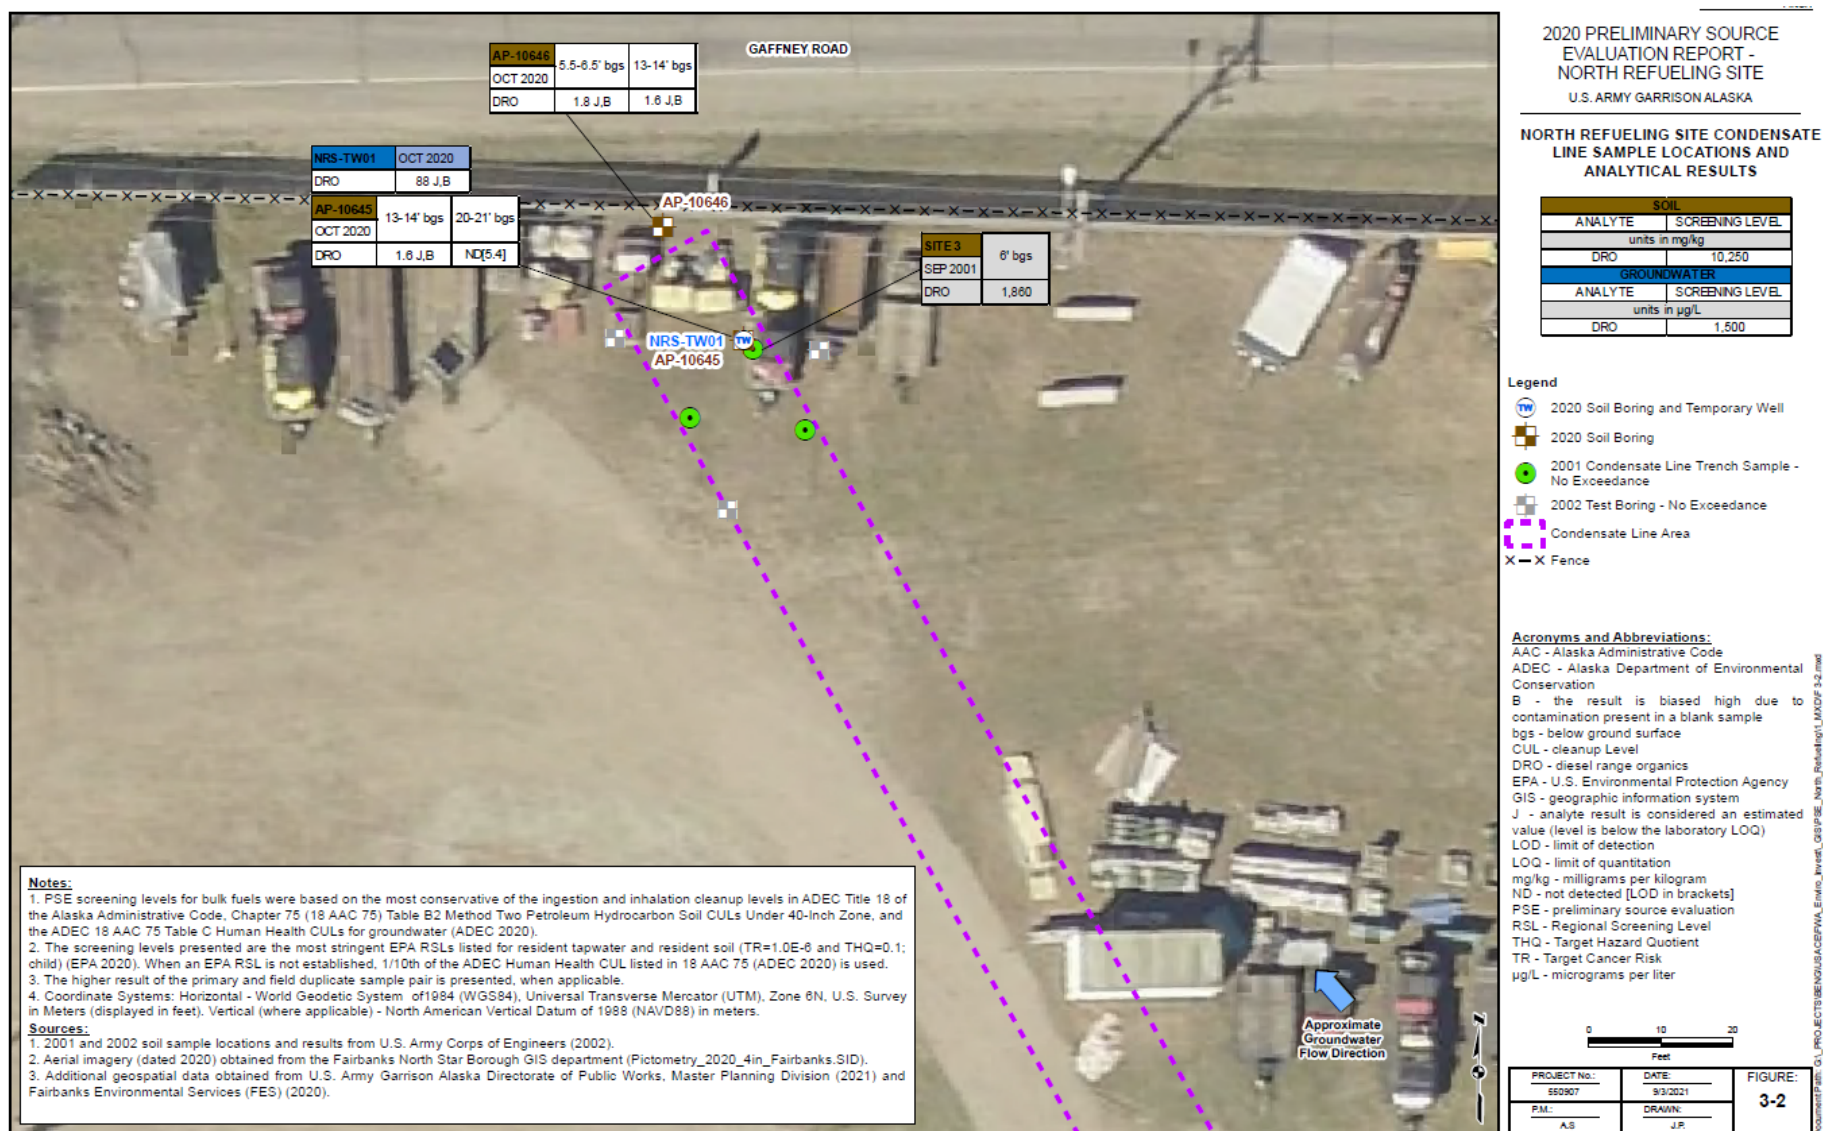 GAFFNEY ROAD
AP-10646
5.5-6.5' bgs
13-14' bgs
OCT 2020
DRO
1.8 J,B
1.6 J,B
NRS-TW01
OCT 2020
DRO
88 J,B
AP-10645
13-14' bgs
20-21' bgs
OCT 2020
DRO
1.6 J,B
ND[5.4]
AP-10646
SITE 3
6' bgs
SEP 2001
DRO
1,860
NRS-TW01
TW
AP-10645
Approximate
Groundwater
Flow Direction
Notes:
1. PSE screening levels for bulk fuels were based on the most conservative of the ingestion and inhalation cleanup levels in ADEC Title 18 of
the Alaska Administrative Code, Chapter 75 (18 AAC 75) Table B2 Method Two Petroleum Hydrocarbon Soil CULs Under 40-Inch Zone, and
the ADEC 18 AAC 75 Table C Human Health CULs for groundwater (ADEC 2020).
2. The screening levels presented are the most stringent EPA RSLs listed for resident tapwater and resident soil (TR=1.0E-6 and THQ=0.1;
child) (EPA 2020). When an EPA RSL is not established, 1/10th of the ADEC Human Health CUL listed in 18 AAC 75 (ADEC 2020) is used.
3. The higher result of the primary and field duplicate sample pair is presented, when applicable.
4. Coordinate Systems: Horizontal - World Geodetic System of1984 (WGS84), Universal Transverse Mercator (UTM), Zone 6N, U.S. Survey
in Meters (displayed in feet). Vertical (where applicable) - North American Vertical Datum of 1988 (NAVD88) in meters.
Sources:
1. 2001 and 2002 soil sample locations and results from U.S. Army Corps of Engineers (2002).
2. Aerial imagery (dated 2020) obtained from the Fairbanks North Star Borough GIS department (Pictometry_2020_4in_Fairbanks.SID).
3. Additional geospatial data obtained from U.S. Army Garrison Alaska Directorate of Public Works, Master Planning Division (2021) and
Fairbanks Environmental Services (FES) (2020).
2020 PRELIMINARY SOURCE
EVALUATION REPORT -
NORTH REFUELING SITE
U.S. ARMY GARRISON ALASKA
NORTH REFUELING SITE CONDENSATE
LINE SAMPLE LOCATIONS AND
ANALYTICAL RESULTS
SOIL
ANALYTE
SCREENING LEVEL
units in mg/kg
DRO
10,250
GROUNDWATER
ANALYTE
SCREENING LEVEL
units in µg/L
DRO
1,500
Legend
TW 2020 Soil Boring and Temporary Well
2020 Soil Boring
2001 Condensate Line Trench Sample -
No Exceedance
2002 Test Boring - No Exceedance
Condensate Line Area
Fence
Acronyms and Abbreviations:
AAC - Alaska Administrative Code
ADEC - Alaska Department of Environmental
Conservation
B - the result is biased high due to
contamination present in a blank sample
bgs - below ground surface
CUL - cleanup Level
DRO - diesel range organics
EPA - U.S. Environmental Protection Agency
GIS - geographic information system
J - analyte result is considered an estimated
value (level is below the laboratory LOQ)
LOD - limit of detection
LOQ - limit of quantitation
mg/kg - milligrams per kilogram
ND - not detected [LOD in brackets]
PSE - preliminary source evaluation
RSL - Regional Screening Level
THQ - Target Hazard Quotient
TR - Target Cancer Risk
µg/L - micrograms per liter
0 10 20
Feet
PROJECT No.:
550907
DATE:
9/3/2021
FIGURE:
3-2
P.M.:
A.S
DRAWN:
J.P.